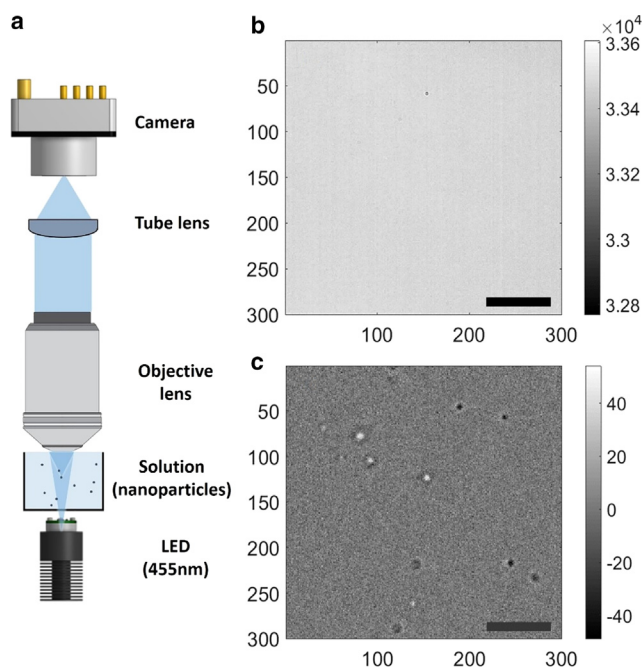 a
Camera
Tube lens
Objective
lens
Solution
(nanoparticles)
LED
(455nm)
b
×10⁴
50
100
150
200
250
300
100
200
300
3.36
3.34
3.32
3.3
3.28
c
50
100
150
200
250
300
100
200
300
40
20
0
-20
-40